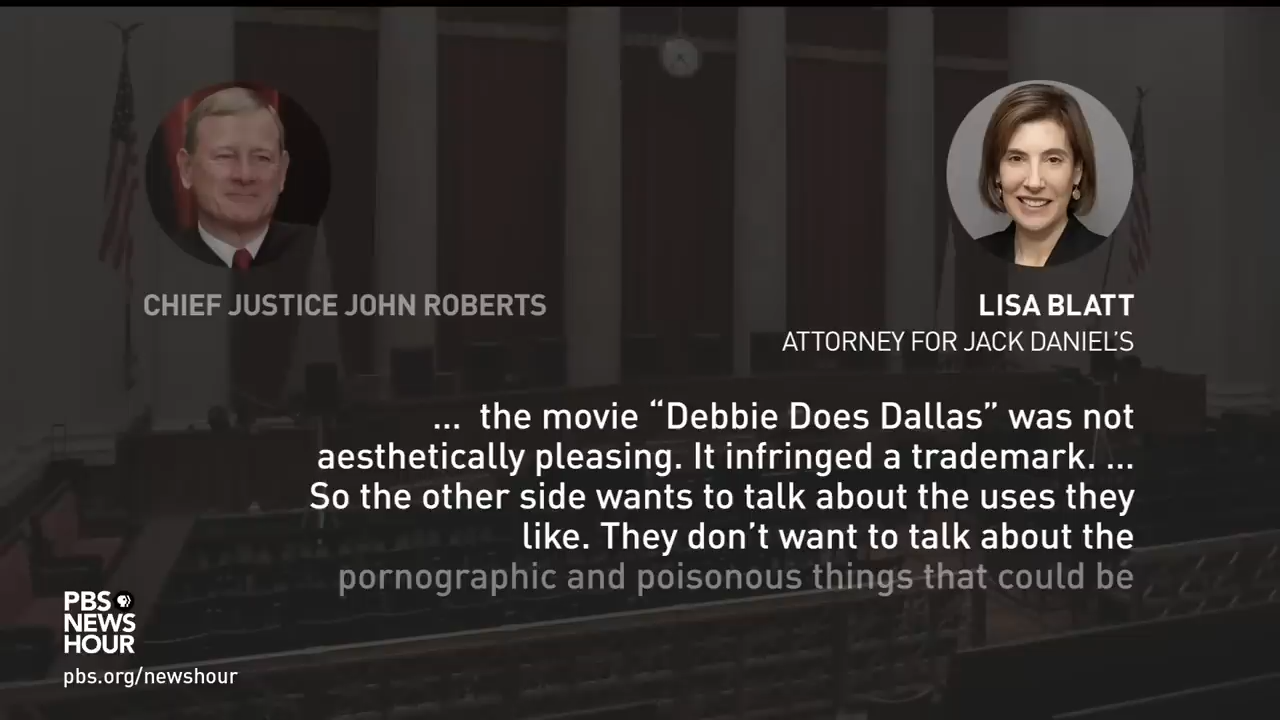 CHIEF JUSTICE JOHN ROBERTS
LISA BLATT
ATTORNEY FOR JACK DANIEL'S
... the movie “Debbie Does Dallas” was not
aesthetically pleasing. It infringed a trademark. ...
So the other side wants to talk about the uses they
like. They don’t want to talk about the
pornographic and poisonous things that could be
PBS
NEWS
HOUR
pbs.org/newshour